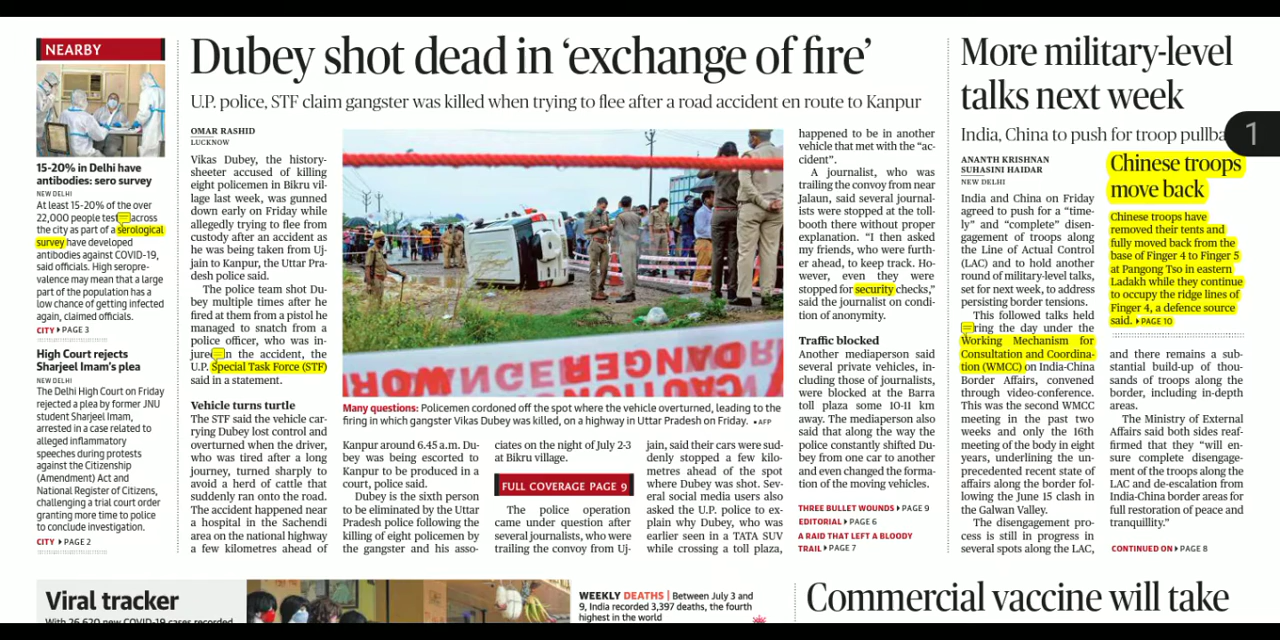 NEARBY
15-20% in Delhi have
antibodies: sero survey
NEW DELHI
At least 15-20% of the over
22,000 people test across
the city as part of a serological
survey have developed
antibodies against COVID-19,
said officials. High seropre-
valence may mean that a large
part of the population has a
low chance of getting infected
again, claimed officials.
CITY PAGE 3
High Court rejects
Sharjeel Imam's plea
NEW DELHI
The Delhi High Court on Friday
rejected a plea by former JNU
student Sharjeel Imam,
arrested in a case related to
alleged inflammatory
speeches during protests
against the Citizenship
(Amendment) Act and
National Register of Citizens,
challenging a trial court order
granting more time to police
to conclude investigation.
CITY PAGE 2
Dubey shot dead in ‘exchange of fire’
U.P. police, STF claim gangster was killed when trying to flee after a road accident en route to Kanpur
OMAR RASHID
LUCKNOW
Vikas Dubey, the history-
sheeter accused of killing
eight policemen in Bikru vil-
lage last week, was gunned
down early on Friday while
allegedly trying to flee from
custody after an accident as
he was being taken from Uj-
jain to Kanpur, the Uttar Pra-
desh police said.
The police team shot Du-
bey multiple times after he
fired at them from a pistol he
managed to snatch from a
police officer, who was in-
jured in the accident, the
U.P. Special Task Force (STF)
said in a statement.
Vehicle turns turtle
The STF said the vehicle car-
rying Dubey lost control and
overturned when the driver,
who was tired after a long
journey, turned sharply to
avoid a herd of cattle that
suddenly ran onto the road.
The accident happened near
a hospital in the Sachendi
area on the national highway
a few kilometres ahead of
Many questions: Policemen cordoned off the spot where the vehicle overturned, leading to the
firing in which gangster Vikas Dubey was killed, on a highway in Uttar Pradesh on Friday. • AFP
Kanpur around 6.45 a.m. Du-
bey was being escorted to
Kanpur to be produced in a
court, police said.
Dubey is the sixth person
to be eliminated by the Uttar
Pradesh police following the
killing of eight policemen by
the gangster and his asso-
ciates on the night of July 2-3
at Bikru village.
FULL COVERAGE PAGE 9
The police operation
came under question after
several journalists, who were
trailing the convoy from Uj-
jain, said their cars were sud-
denly stopped a few kilo-
metres ahead of the spot
where Dubey was shot. Seve-
ral social media users also
asked the U.P. police to ex-
plain why Dubey, who was
earlier seen in a TATA SUV
while crossing a toll plaza,
happened to be in another
vehicle that met with the “ac-
cident”.
A journalist, who was
trailing the convoy from near
Jalaun, said several journal-
ists were stopped at the toll-
booth there without proper
explanation. “I then asked
my friends, who were furth-
er ahead, to keep track. Ho-
wever, even they were
stopped for security checks,”
said the journalist on condi-
tion of anonymity.
Traffic blocked
Another mediaperson said
several private vehicles, in-
cluding those of journalists,
were blocked at the Barra
toll plaza some 10-11 km
away. The mediaperson also
said that along the way the
police constantly shifted Du-
bey from one car to another
and even changed the forma-
tion of the moving vehicles.
THREE BULLET WOUNDS PAGE 9
EDITORIAL PAGE 6
A RAID THAT LEFT A BLOODY
TRAIL PAGE 7
More military-level
talks next week
India, China to push for troop pullba
1
ANANTH KRISHNAN
SUHASINI HAIDAR
NEW DELHI
India and China on Friday
agreed to push for a “time-
ly” and “complete” disen-
gagement of troops along
the Line of Actual Control
(LAC) and to hold another
round of military-level talks,
set for next week, to address
persisting border tensions.
This followed talks held
ring the day under the
Working Mechanism for
Consultation and Coordina-
tion (WMCC) on India-China
Border Affairs, convened
through video-conference.
This was the second WMCC
meeting in the past two
weeks and only the 16th
meeting of the body in eight
years, underlining the un-
precedented recent state of
affairs along the border fol-
lowing the June 15 clash in
the Galwan Valley.
The disengagement pro-
cess is still in progress in
several spots along the LAC,
Chinese troops
move back
Chinese troops have
removed their tents and
fully moved back from the
base of Finger 4 to Finger 5
at Pangong Tso in eastern
Ladakh while they continue
to occupy the ridge lines of
Finger 4, a defence source
said. PAGE 10
and there remains a sub-
stantial build-up of thou-
sands of troops along the
border, including in-depth
areas.
The Ministry of External
Affairs said both sides reaf-
firmed that they “will en-
sure complete disengage-
ment of the troops along the
LAC and de-escalation from
India-China border areas for
full restoration of peace and
tranquillity.”
CONTINUED ON PAGE 8
Viral tracker
With 26,620 new COVID-19 cases recorded
WEEKLY DEATHS | Between July 3 and
9, India recorded 3,397 deaths, the fourth
highest in the world
Commercial vaccine will take